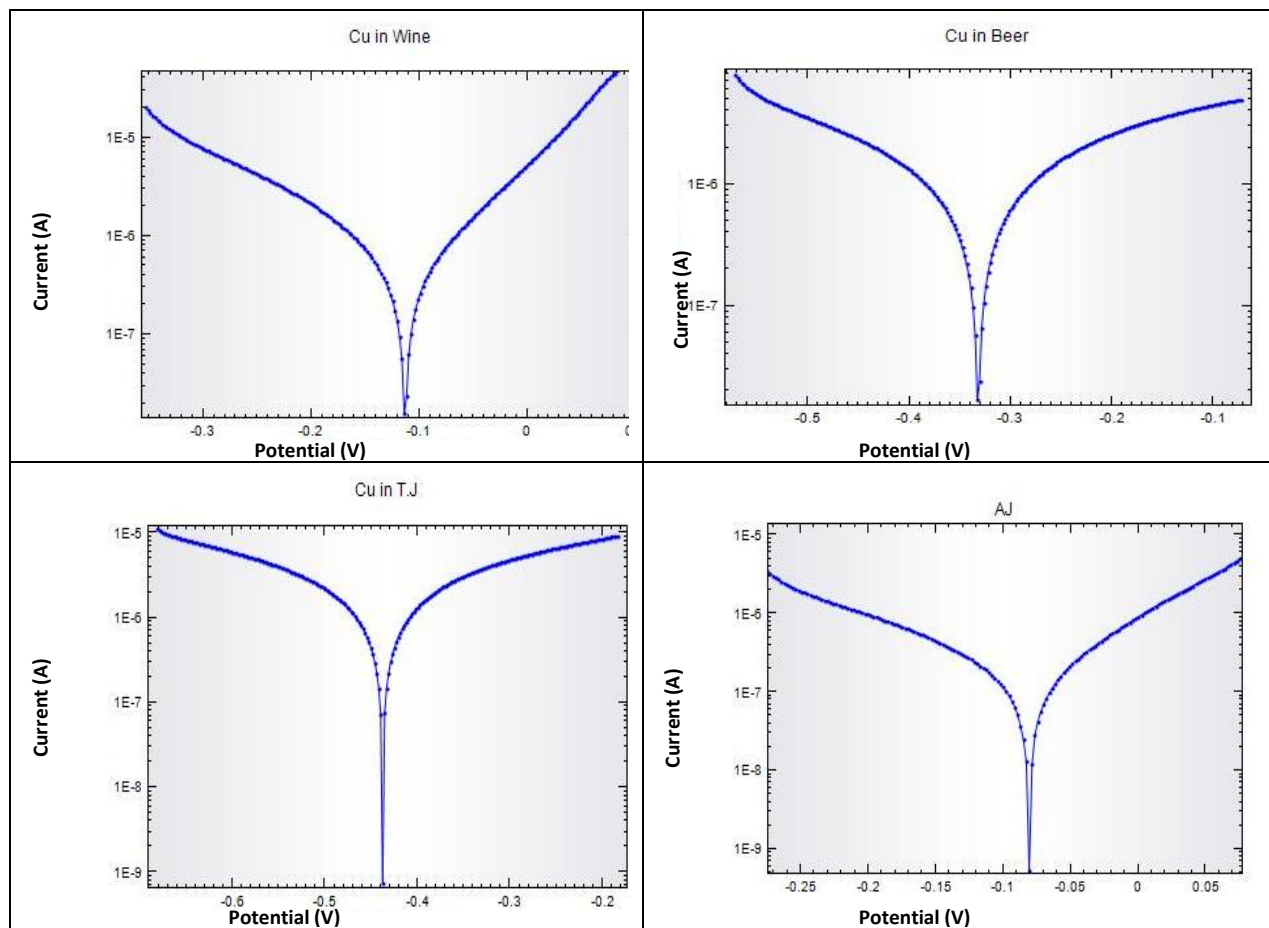 Cu in Wine
1E-5
1E-6
1E-7
Current (A)
-0.3
-0.2
-0.1
0
Potential (V)
Cu in Beer
1E-6
1E-7
Current (A)
-0.5
-0.4
-0.3
-0.2
-0.1
Potential (V)
Cu in T.J
1E-5
1E-6
1E-7
1E-8
1E-9
Current (A)
-0.6
-0.5
-0.4
-0.3
-0.2
Potential (V)
AJ
1E-5
1E-6
1E-7
1E-8
1E-9
Current (A)
-0.25
-0.2
-0.15
-0.1
-0.05
0
0.05
Potential (V)